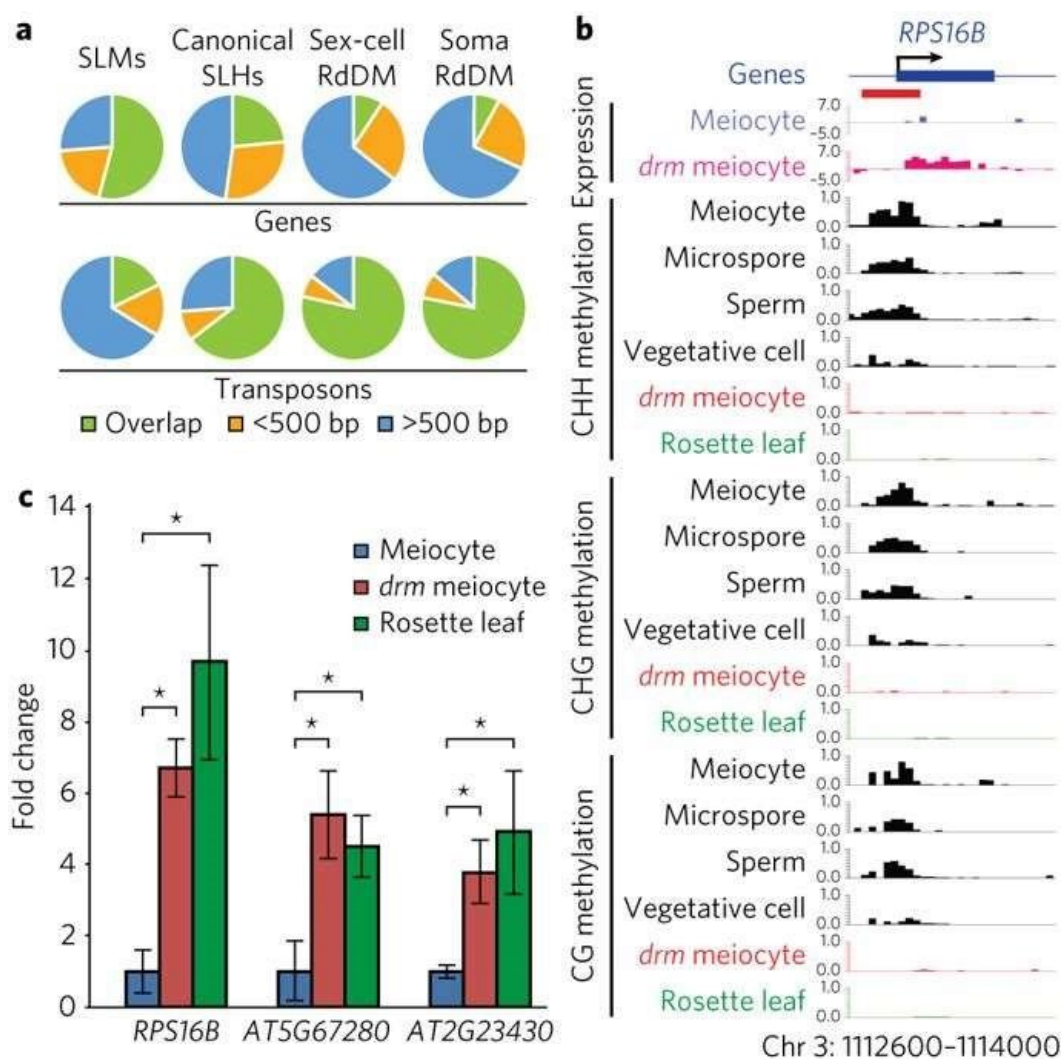 a
SLMs
Canonical
SLHs
Sex-cell
RdDM
Soma
RdDM
Genes
Transposons
Overlap <500 bp >500 bp
b
RPS16B
Genes
Expression
Meiocyte
7.0
-5.0
drm meiocyte
7.0
-5.0
CHH methylation
Meiocyte
1.0
0.0
Microspore
1.0
0.0
Sperm
1.0
0.0
Vegetative cell
1.0
0.0
drm meiocyte
1.0
0.0
Rosette leaf
1.0
0.0
CHG methylation
Meiocyte
1.0
0.0
Microspore
1.0
0.0
Sperm
1.0
0.0
Vegetative cell
1.0
0.0
drm meiocyte
1.0
0.0
Rosette leaf
1.0
0.0
CG methylation
Meiocyte
1.0
0.0
Microspore
1.0
0.0
Sperm
1.0
0.0
Vegetative cell
1.0
0.0
drm meiocyte
1.0
0.0
Rosette leaf
1.0
0.0
Chr 3: 1112600–1114000
c
Fold change
14
12
10
8
6
4
2
0
Meiocyte
drm meiocyte
Rosette leaf
RPS16B AT5G67280 AT2G23430